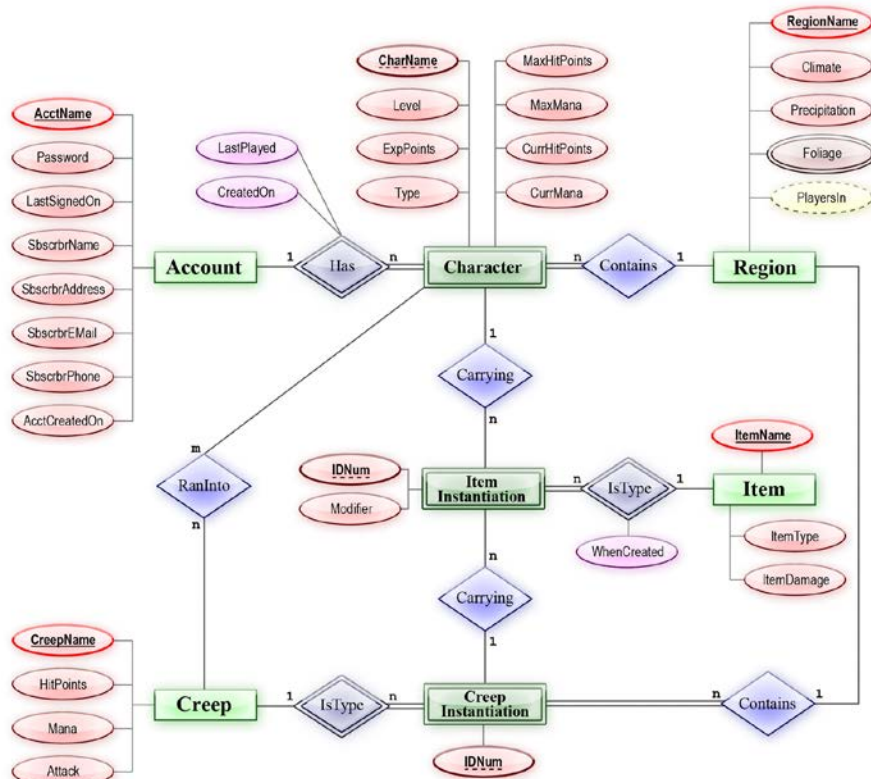 RegionName
CharName
MaxHitPoints
Climate
AcctName
Level
MaxMana
Precipitation
Password
LastPlayed
ExpPoints
CurrHitPoints
Foliage
LastSignedOn
CreatedOn
Type
CurrMana
PlayersIn
SbscrbrName
Account
1
Has
n
Character
n
Contains
1
Region
SbscrbrAddress
SbscrbrEMail
SbscrbrPhone
AcctCreatedOn
1
Carrying
n
m
RanInto
n
IDNum
Modifier
Item
Instantiation
n
IsType
1
ItemName
Item
WhenCreated
ItemType
ItemDamage
n
Carrying
1
CreepName
HitPoints
Mana
Attack
Creep
1
IsType
n
Creep
Instantiation
n
Contains
1
IDNum